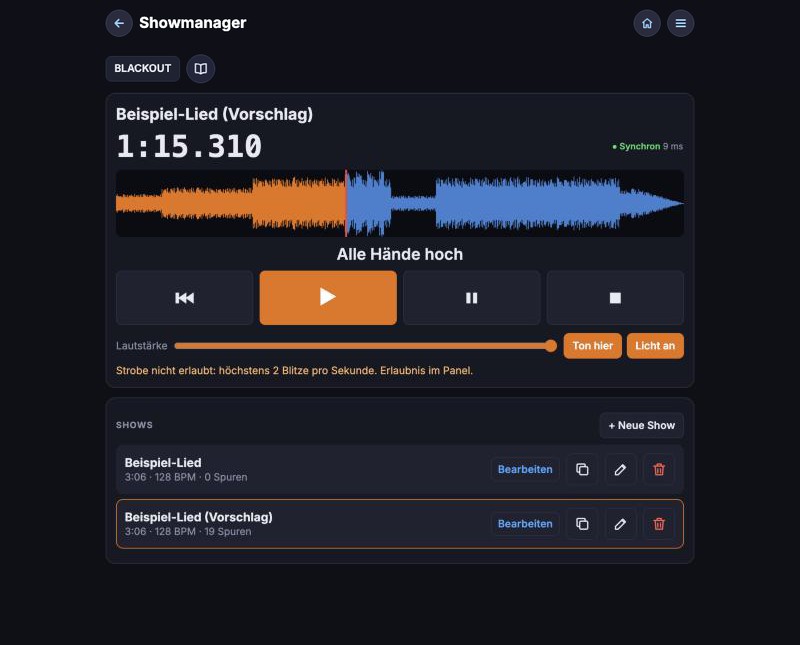 Showmanager
BLACKOUT
Beispiel-Lied (Vorschlag)
1:15.310
● Synchron 9 ms
Alle Hände hoch
Lautstärke
Ton hier
Licht an
Strobe nicht erlaubt: höchstens 2 Blitze pro Sekunde. Erlaubnis im Panel.
SHOWS
+ Neue Show
Beispiel-Lied
3:06 · 128 BPM · 0 Spuren
Bearbeiten
Beispiel-Lied (Vorschlag)
3:06 · 128 BPM · 19 Spuren
Bearbeiten